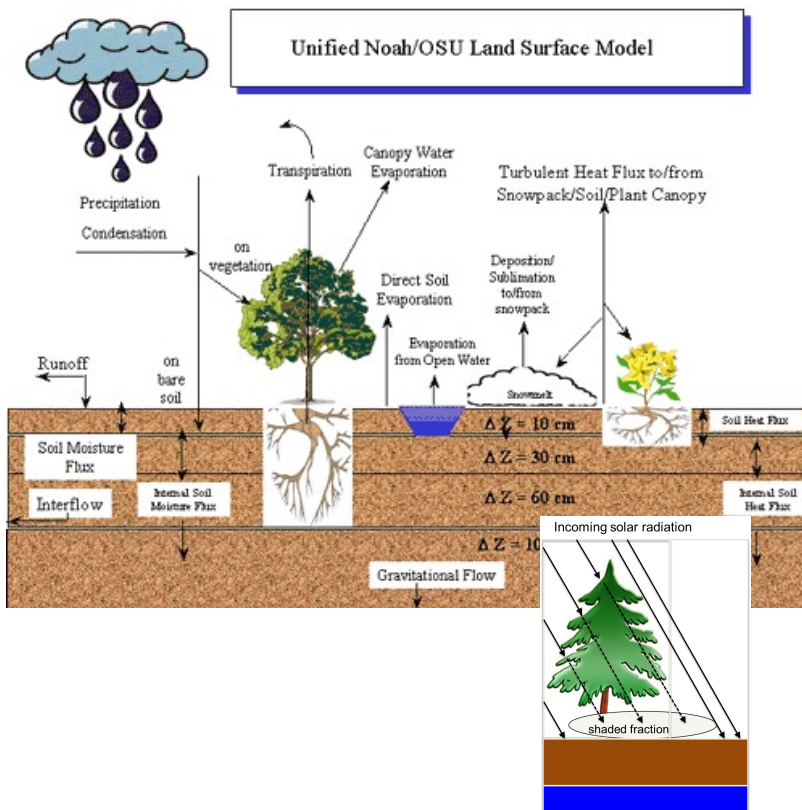 Unified Noah/OSU Land Surface Model
Transpiration
Canopy Water
Evaporation
Turbulent Heat Flux to/from
Snowpack/Soil/Plant Canopy
Precipitation
Condensation
on
vegetation
Direct Soil
Evaporation
Deposition/
Sublimation
to/from
snowpack
Evaporation
from Open Water
Runoff
on
bare
soil
Snowmelt
Δ Z = 10 cm
Soil Heat Flux
Soil Moisture
Flux
Δ Z = 30 cm
Internal Soil
Moisture Flux
Δ Z = 60 cm
Internal Soil
Heat Flux
Interflow
Δ Z = 10
Gravitational Flow
Incoming solar radiation
shaded fraction